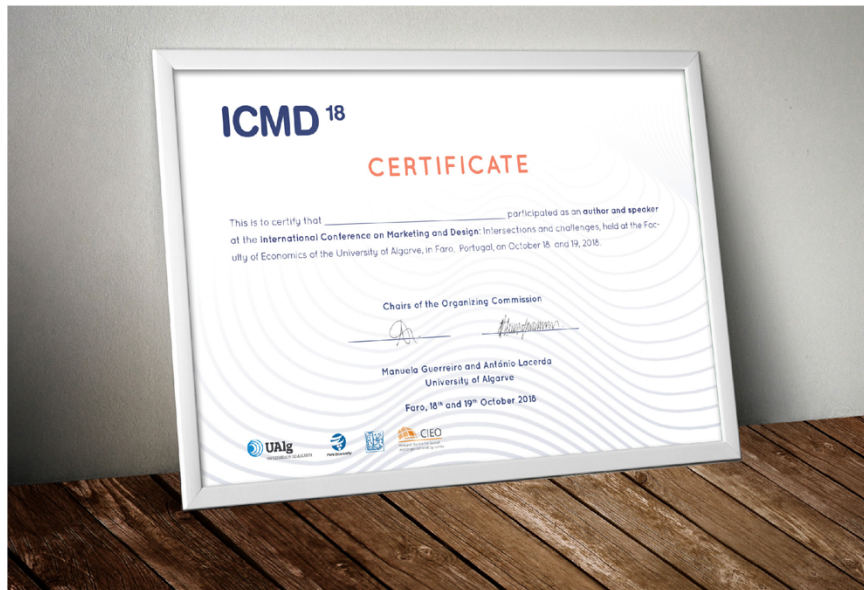 ICMD 18
CERTIFICATE
This is to certify that ____________________ participated as an author and speaker
at the International Conference on Marketing and Design: Intersections and challenges, held at the Fac-
ulty of Economics of the University of Algarve, in Faro, Portugal, on October 18 and 19, 2018.
Chairs of the Organizing Commission
Manuela Guerreiro and António Lacerda
University of Algarve
Faro, 18th and 19th October 2018
UAlg
CIEO